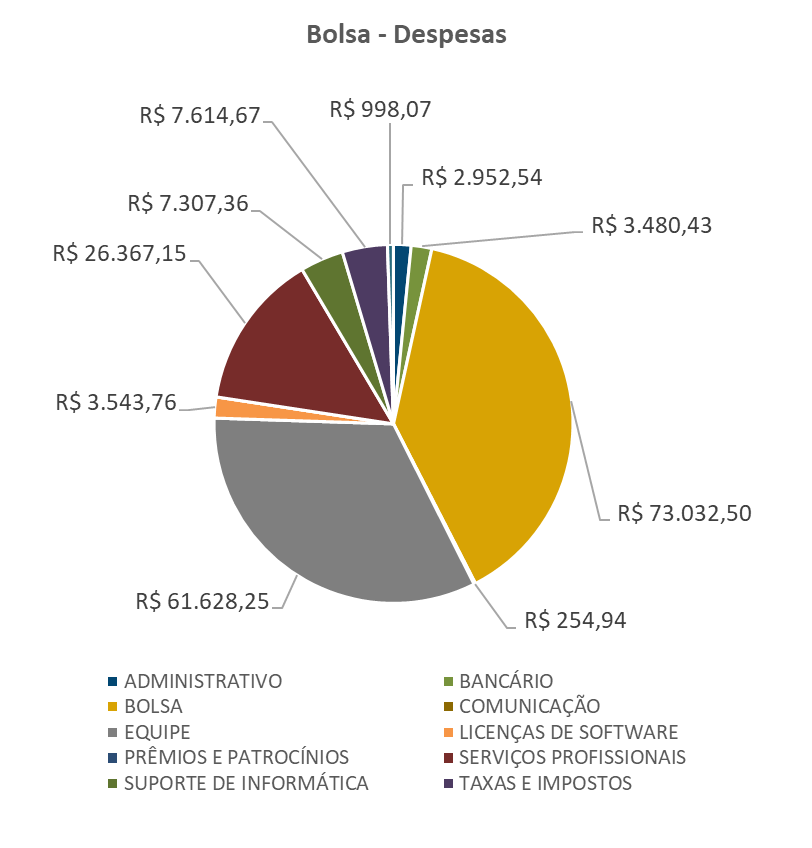 Bolsa - Despesas
R$ 998,07
R$ 7.614,67
R$ 2.952,54
R$ 7.307,36
R$ 3.480,43
R$ 26.367,15
R$ 3.543,76
R$ 73.032,50
R$ 61.628,25
R$ 254,94
ADMINISTRATIVO
BANCÁRIO
BOLSA
COMUNICAÇÃO
EQUIPE
LICENÇAS DE SOFTWARE
PRÊMIOS E PATROCÍNIOS
SERVIÇOS PROFISSIONAIS
SUPORTE DE INFORMÁTICA
TAXAS E IMPOSTOS